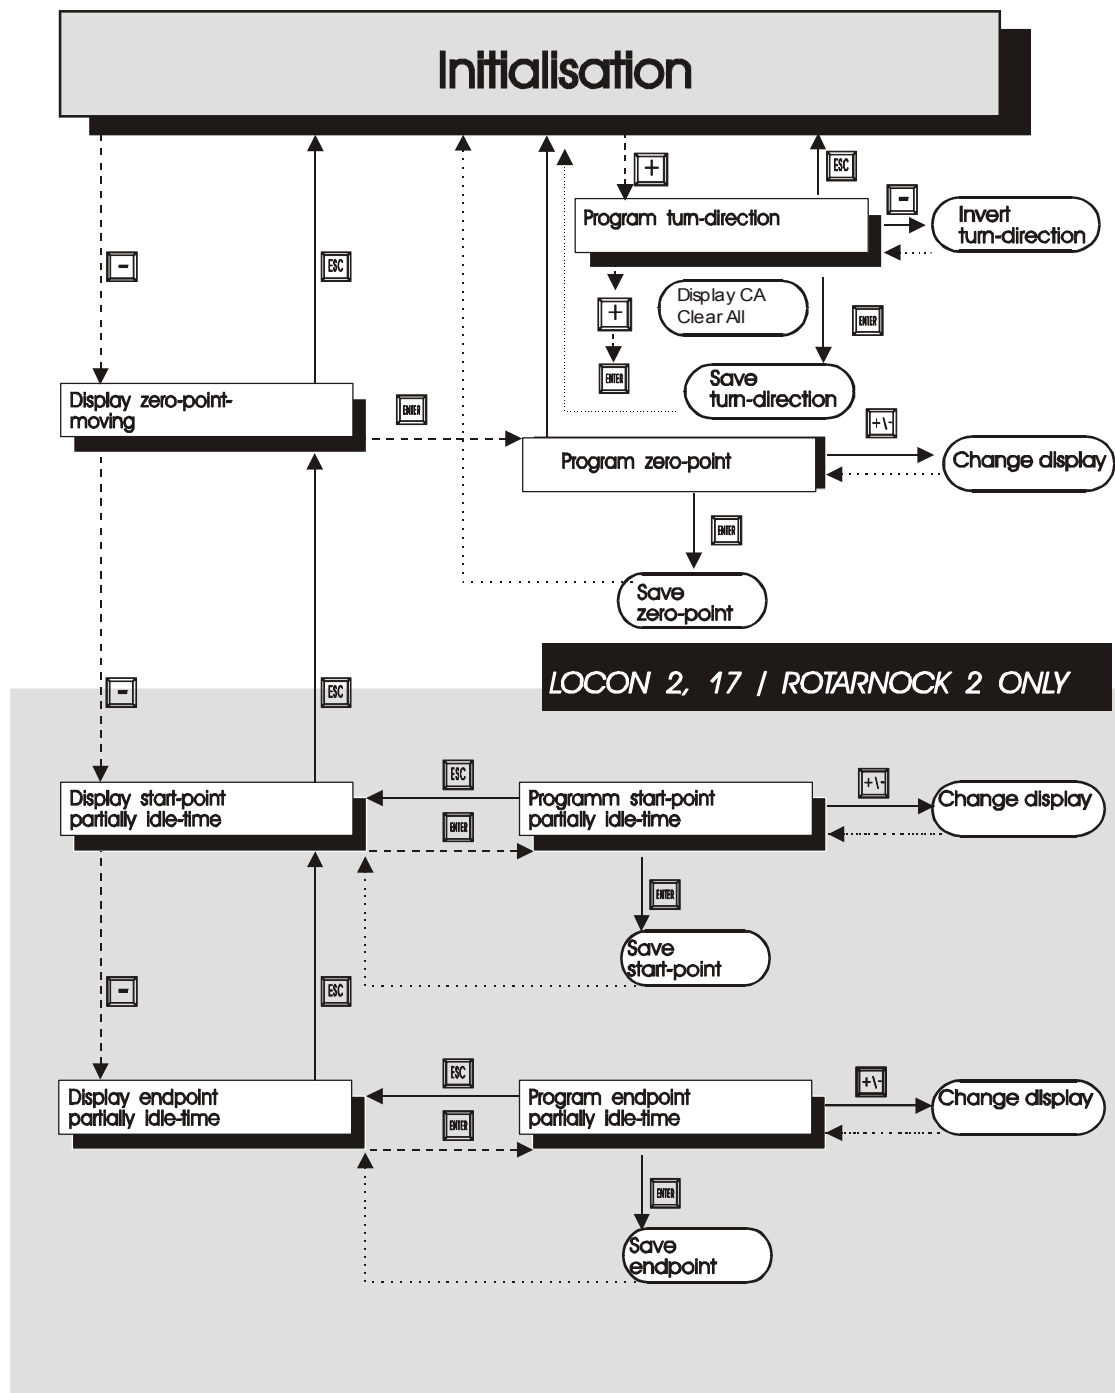 Initialisation
+
ESC
Program turn-direction
-
Invert
turn-direction
-
ESC
+
Display CA
Clear All
ENTER
ENTER
Save
turn-direction
Display zero-point-
moving
ENTER
+\-
Program zero-point
Change display
ENTER
Save
zero-point
LOCON 2, 17 / ROTARNOCK 2 ONLY
-
ESC
Display start-point
partially idle-time
ESC
ENTER
Programm start-point
partially idle-time
+\-
Change display
ENTER
Save
start-point
-
ESC
Display endpoint
partially idle-time
ESC
ENTER
Program endpoint
partially idle-time
+\-
Change display
ENTER
Save
endpoint